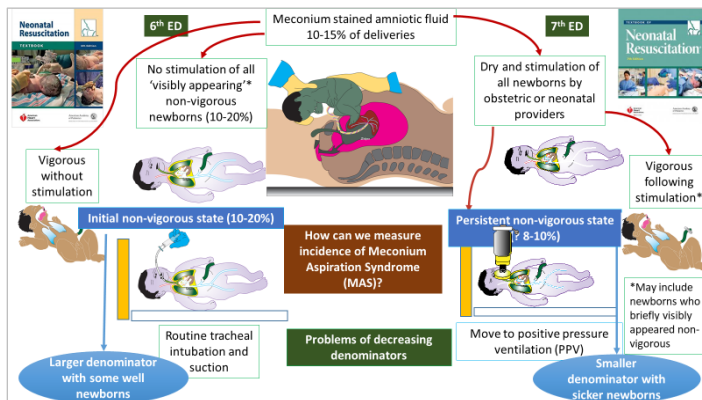 Neonatal
Resuscitation
TEXTBOOK
6th ED
Meconium stained amniotic fluid
10-15% of deliveries
7th ED
TEXTBOOK OF
Neonatal
Resuscitation
No stimulation of all
‘visibly appearing’*
non-vigorous
newborns (10-20%)
Dry and stimulation of
all newborns by
obstetric or neonatal
providers
Vigorous
without
stimulation
Vigorous
following
stimulation*
Initial non-vigorous state (10-20%)
How can we measure
incidence of Meconium
Aspiration Syndrome
(MAS)?
Persistent non-vigorous state
8-10%)
*May include
newborns who
briefly visibly
appeared non-
vigorous
Routine tracheal
intubation and
suction
Problems of decreasing
denominators
Move to positive pressure
ventilation (PPV)
Larger denominator
with some well
newborns
Smaller
denominator with
sicker newborns